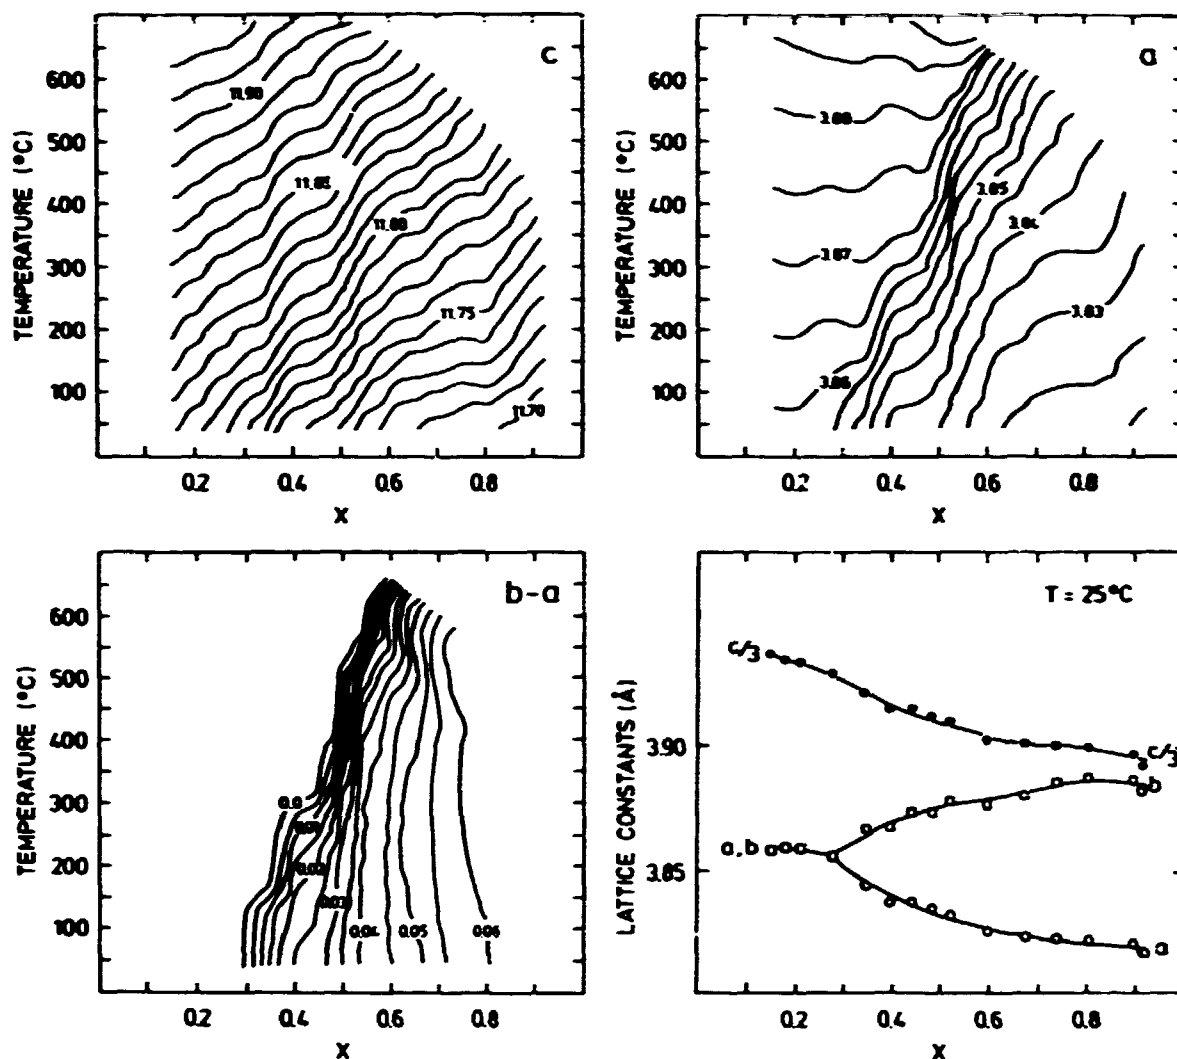 c
TEMPERATURE (°C)
600
500
400
300
200
100
11.90
11.85
11.80
11.75
11.70
0.2 0.4 0.6 0.8
X
a
TEMPERATURE (°C)
600
500
400
300
200
100
3.88
3.87
3.86
3.85
3.84
3.83
0.2 0.4 0.6 0.8
X
b-a
TEMPERATURE (°C)
600
500
400
300
200
100
0.0
0.01
0.02
0.03
0.04
0.05
0.06
0.2 0.4 0.6 0.8
X
T = 25°C
LATTICE CONSTANTS (Å)
3.90
3.85
c/3
c/3
b
a,b
a
0.2 0.4 0.6 0.8
X